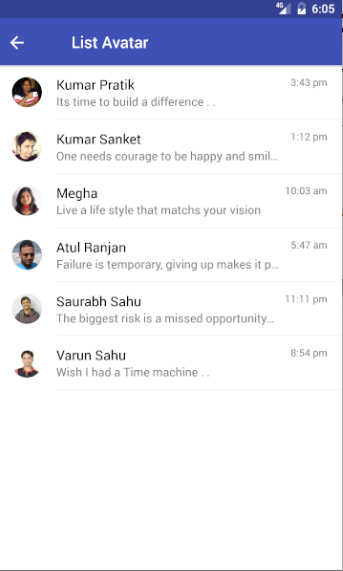 4G 6:05
List Avatar
Kumar Pratik 3:43 pm
Its time to build a difference . .
Kumar Sanket 1:12 pm
One needs courage to be happy and smil...
Megha 10:03 am
Live a life style that matchs your vision
Atul Ranjan 5:47 am
Failure is temporary, giving up makes it p...
Saurabh Sahu 11:11 pm
The biggest risk is a missed opportunity...
Varun Sahu 8:54 pm
Wish I had a Time machine . .